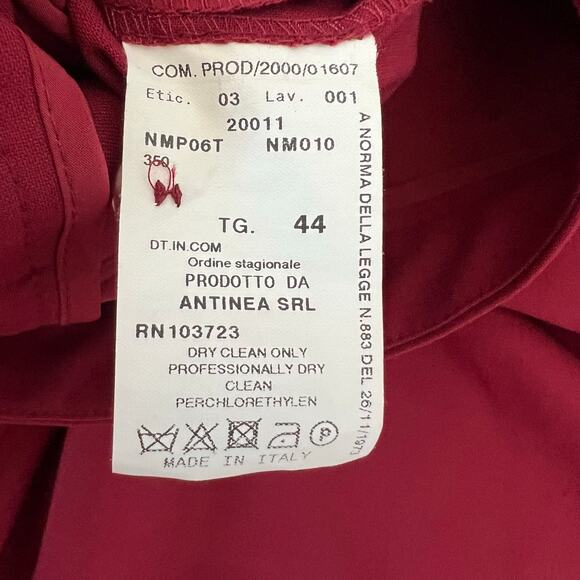 COM. PROD/2000/01607
Etic. 03 Lav. 001
20011
NMP06T NM010
350
TG. 44
DT.IN.COM
Ordine stagionale
PRODOTTO DA
ANTINEA SRL
RN103723
DRY CLEAN ONLY
PROFESSIONALLY DRY
CLEAN
PERCHLORETHYLEN
P
MADE IN ITALY
A NORMA DELLA LEGGE N.883 DEL 26/11/1973